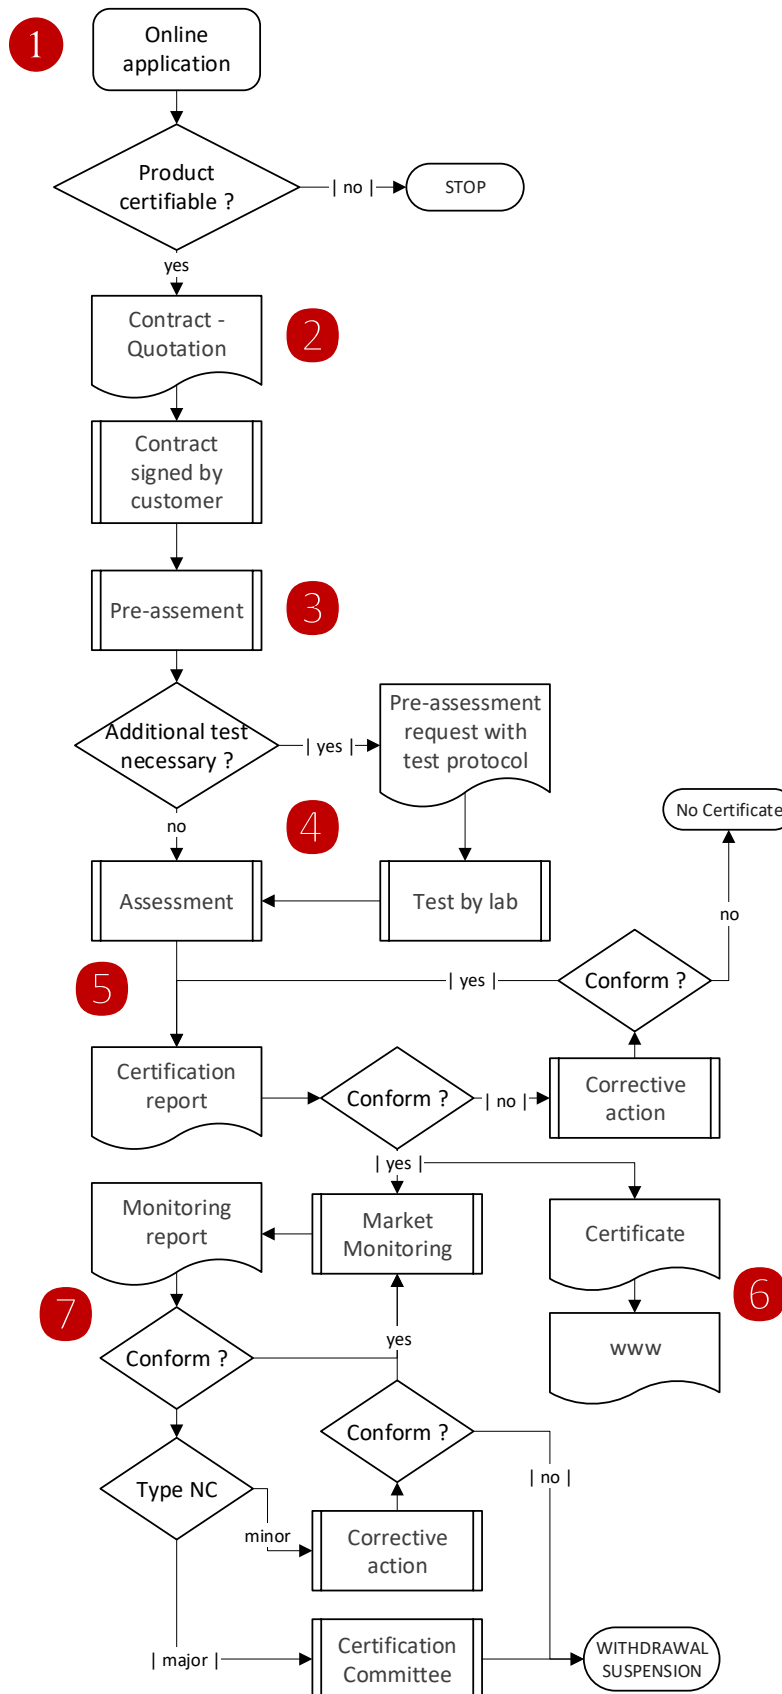 1
Online
application
Product
certifiable ?
| no |
STOP
yes
Contract -
Quotation
2
Contract
signed by
customer
Pre-assement
3
Additional test
necessary ?
| yes |
Pre-assessment
request with
test protocol
no
4
No Certificate
Assessment
Test by lab
no
5
| yes |
Conform ?
Certification
report
Conform ?
| no |
Corrective
action
| yes |
Monitoring
report
Market
Monitoring
Certificate
6
7
yes
www
Conform ?
Conform ?
| no |
Type NC
minor
Corrective
action
| major |
Certification
Committee
WITHDRAWAL
SUSPENSION